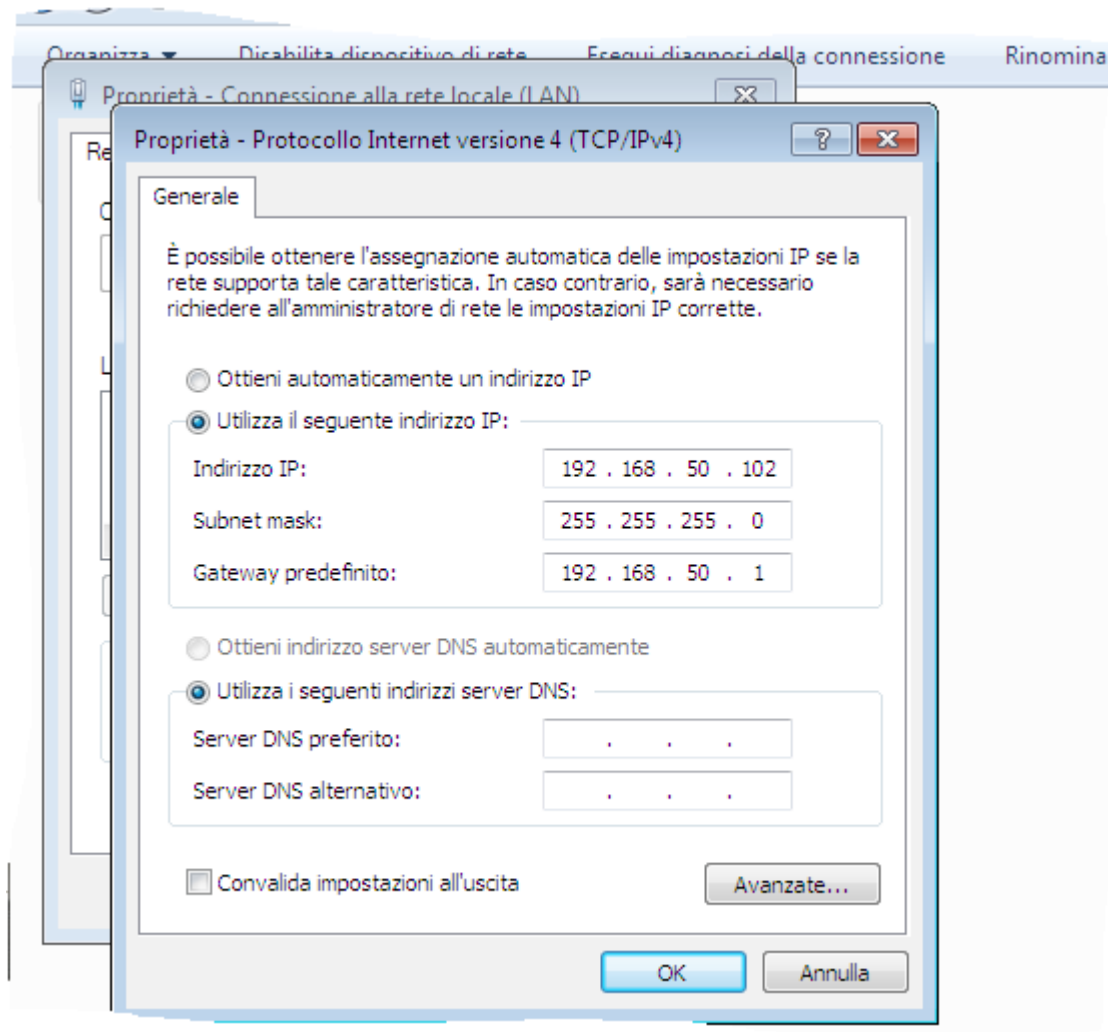 Organizza Disabilita dispositivo di rete Esegui diagnosi della connessione Rinomina
Proprietà - Connessione alla rete locale (LAN)
Proprietà - Protocollo Internet versione 4 (TCP/IPv4)
Re
Generale
È possibile ottenere l'assegnazione automatica delle impostazioni IP se la
rete supporta tale caratteristica. In caso contrario, sarà necessario
richiedere all'amministratore di rete le impostazioni IP corrette.
Ottieni automaticamente un indirizzo IP
Utilizza il seguente indirizzo IP:
Indirizzo IP: 192 . 168 . 50 . 102
Subnet mask: 255 . 255 . 255 . 0
Gateway predefinito: 192 . 168 . 50 . 1
Ottieni indirizzo server DNS automaticamente
Utilizza i seguenti indirizzi server DNS:
Server DNS preferito: . . .
Server DNS alternativo: . . .
Convalida impostazioni all'uscita
Avanzate...
OK Annulla